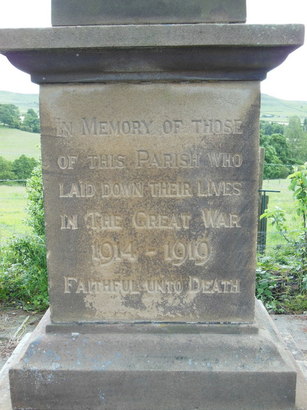 In Memory of those
of this Parish who
laid down their lives
in The Great War
1914-1919
Faithful unto Death